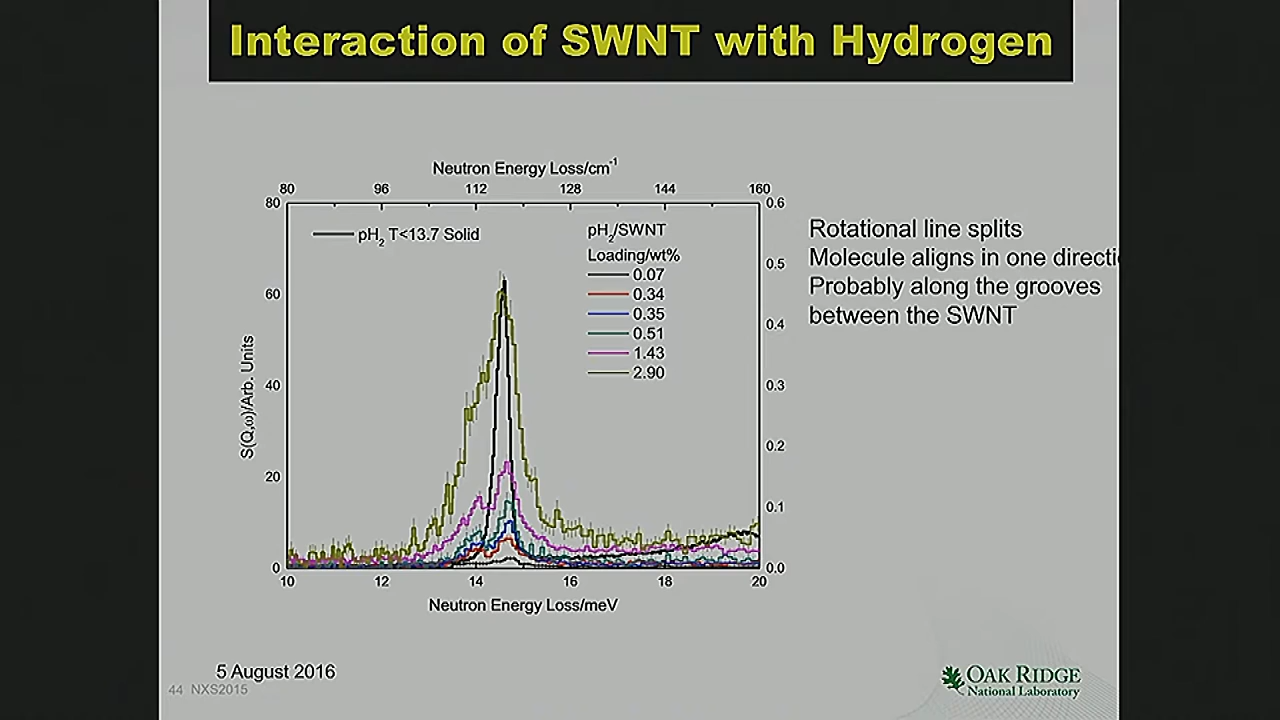 Interaction of SWNT with Hydrogen
Neutron Energy Loss/cm⁻¹
80 96 112 128 144 160
80 60 40 20 0
0.6 0.5 0.4 0.3 0.2 0.1 0.0
S(Q,ω)/Arb. Units
pH₂ T<13.7 Solid
pH₂/SWNT
Loading/wt%
0.07
0.34
0.35
0.51
1.43
2.90
10 12 14 16 18 20
Neutron Energy Loss/meV
Rotational line splits
Molecule aligns in one directi
Probably along the grooves
between the SWNT
5 August 2016
44 NXS2015
OAK RIDGE
National Laboratory